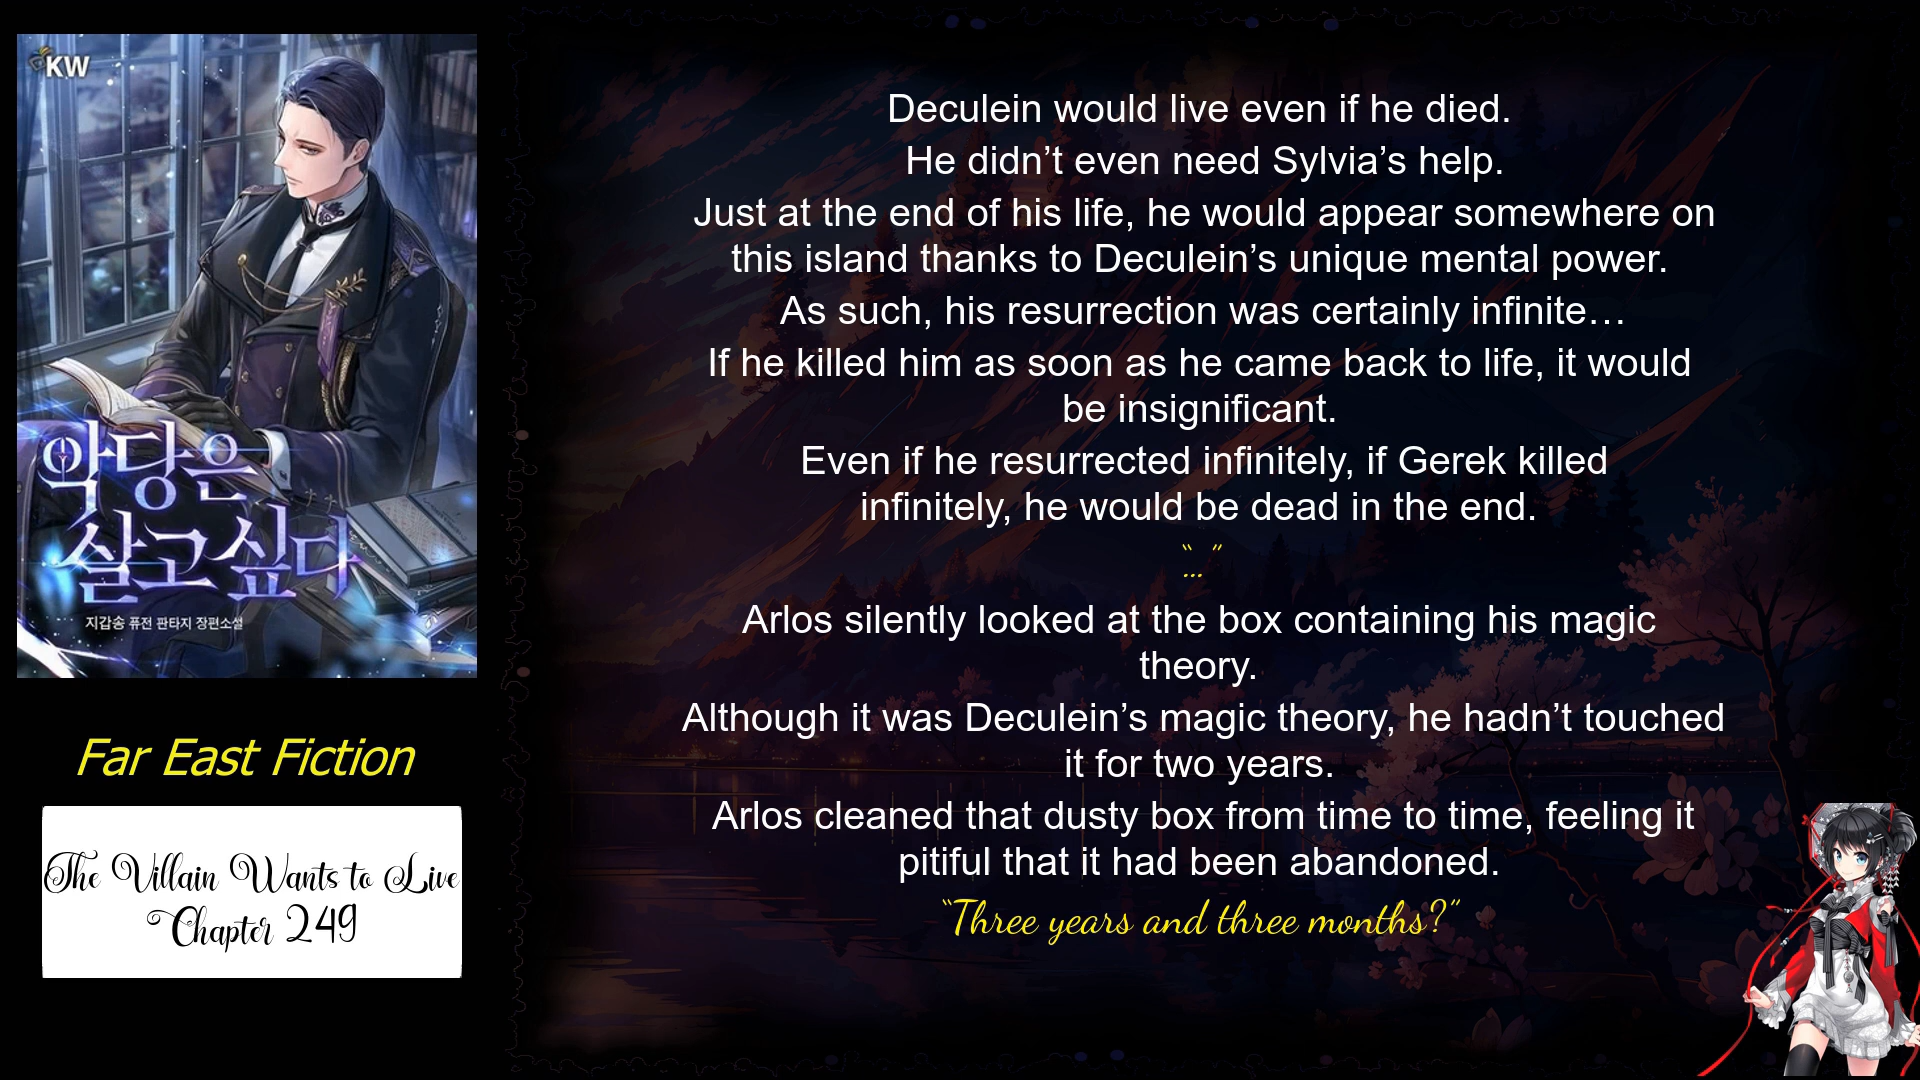 KW
악당은
살고 싶다
지갑송 퓨전 판타지 장편소설
Far East Fiction
The Villain Wants to Live
Chapter 249
Deculein would live even if he died.
He didn’t even need Sylvia’s help.
Just at the end of his life, he would appear somewhere on
this island thanks to Deculein’s unique mental power.
As such, his resurrection was certainly infinite…
If he killed him as soon as he came back to life, it would
be insignificant.
Even if he resurrected infinitely, if Gerek killed
infinitely, he would be dead in the end.
“…”
Arlos silently looked at the box containing his magic
theory.
Although it was Deculein’s magic theory, he hadn’t touched
it for two years.
Arlos cleaned that dusty box from time to time, feeling it
pitiful that it had been abandoned.
“Three years and three months?”